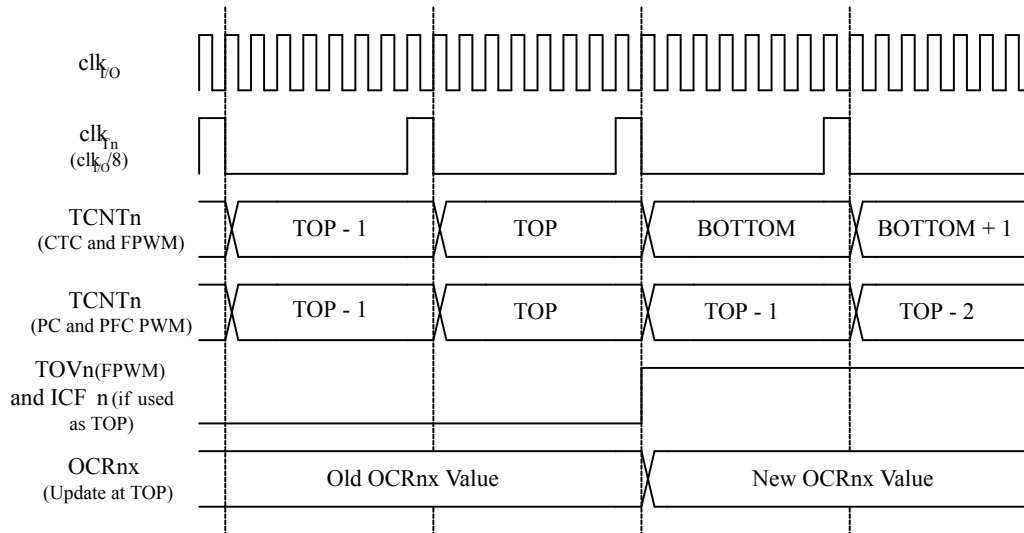 clkI/O
clkTn
(clkI/O/8)
TCNTn
(CTC and FPWM)
TOP - 1
TOP
BOTTOM
BOTTOM + 1
TCNTn
(PC and PFC PWM)
TOP - 1
TOP
TOP - 1
TOP - 2
TOVn(FPWM)
and ICF n (if used
as TOP)
OCRnx
(Update at TOP)
Old OCRnx Value
New OCRnx Value